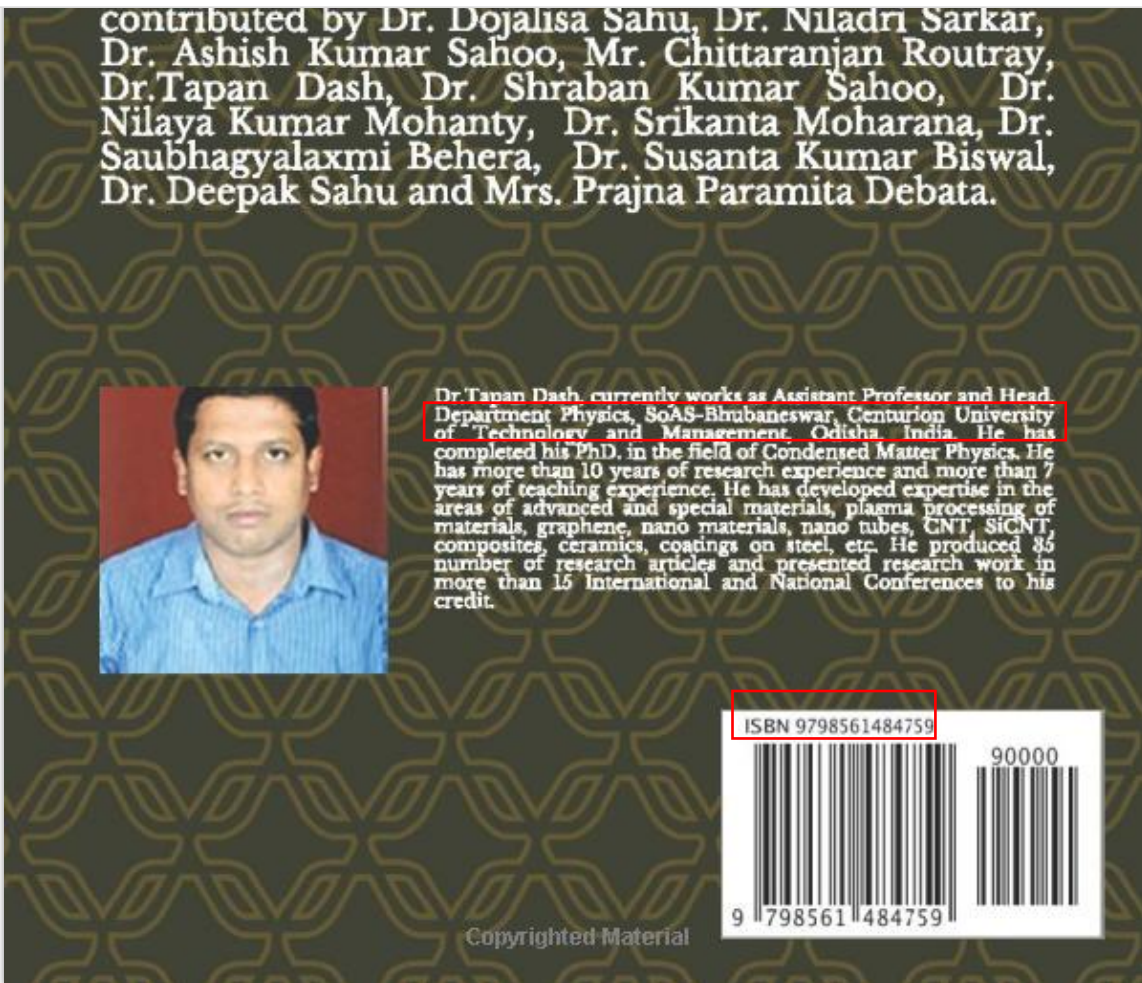 contributed by Dr. Dojalisa Sahu, Dr. Niladri Sarkar,
Dr. Ashish Kumar Sahoo, Mr. Chittaranjan Routray,
Dr.Tapan Dash, Dr. Shraban Kumar Sahoo, Dr.
Nilaya Kumar Mohanty, Dr. Srikanta Moharana, Dr.
Saubhagyalaxmi Behera, Dr. Susanta Kumar Biswal,
Dr. Deepak Sahu and Mrs. Prajna Paramita Debata.
Dr.Tapan Dash, currently works as Assistant Professor and Head,
Department Physics, SoAS-Bhubaneswar, Centurion University
of Technology and Management, Odisha, India. He has
completed his PhD. in the field of Condensed Matter Physics. He
has more than 10 years of research experience and more than 7
years of teaching experience. He has developed expertise in the
areas of advanced and special materials, plasma processing of
materials, graphene, nano materials, nano tubes, CNT, SiCNT,
composites, ceramics, coatings on steel, etc. He produced 85
number of research articles and presented research work in
more than 15 International and National Conferences to his
credit.
ISBN 9798561484759
90000
9 798561 484759
Copyrighted Material